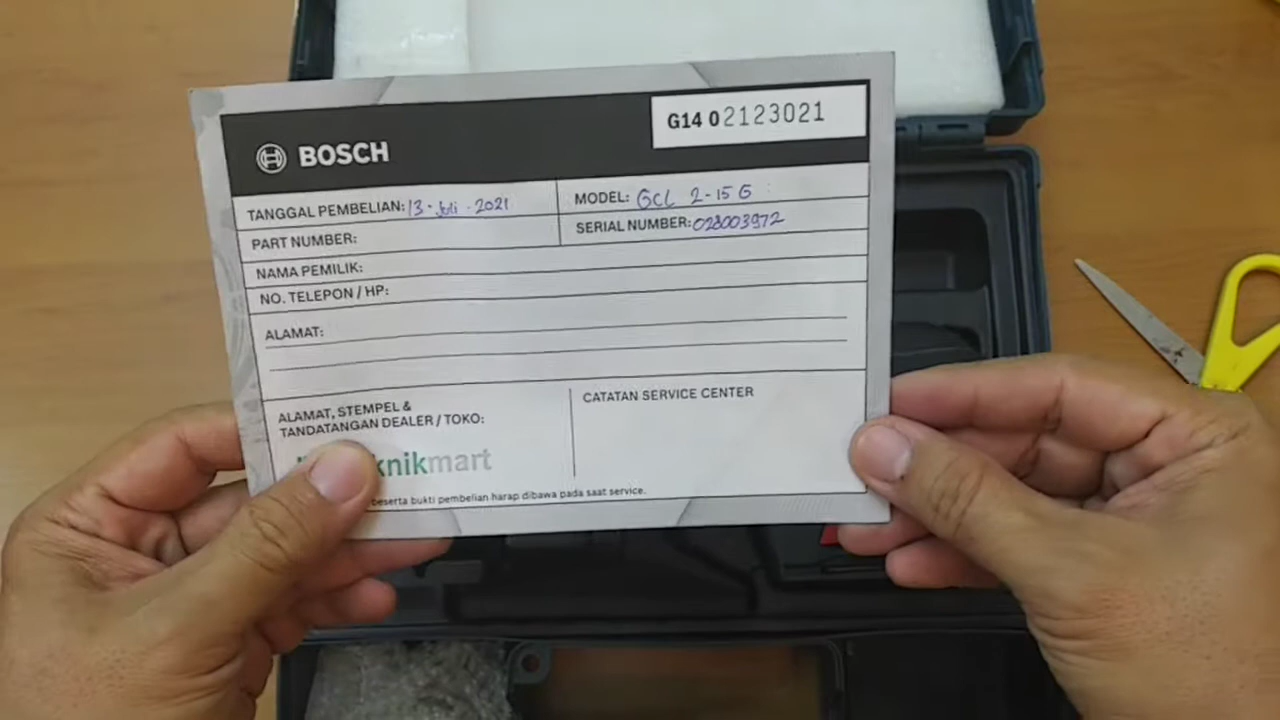 G14 02123021
BOSCH
TANGGAL PEMBELIAN: 13 - Juli - 2021
MODEL: GCL 2-15 G
PART NUMBER:
SERIAL NUMBER: 028003972
NAMA PEMILIK:
NO. TELEPON / HP:
ALAMAT:
ALAMAT, STEMPEL &
TANDATANGAN DEALER / TOKO:
CATATAN SERVICE CENTER
knikmart
beserta bukti pembelian harap dibawa pada saat service.